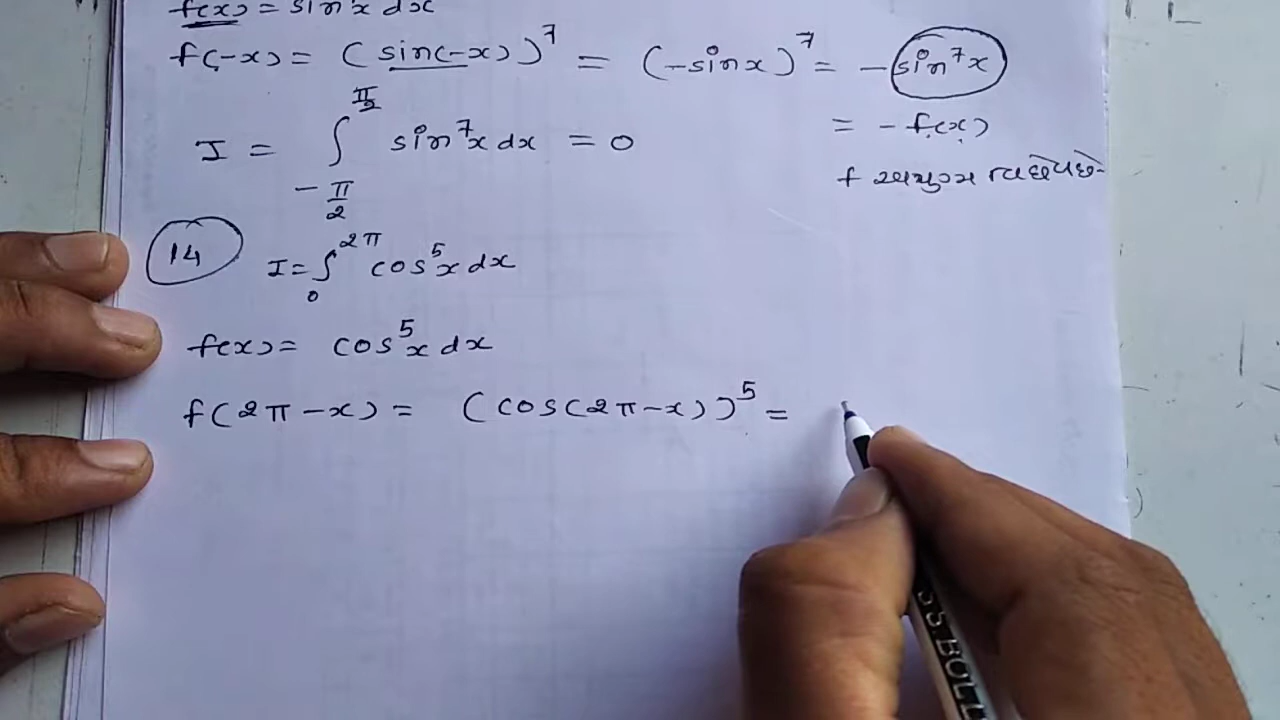 f(x) = sin⁷x dx
f(-x) = (sin(-x))⁷ = (-sinx)⁷ = - sin⁷x
= - f(x)
I = ∫_{-π/2}^{π/2} sin⁷x dx = 0
f અયુગ્મ
14 I = ∫₀^{2π} cos⁵x dx
f(x) = cos⁵x dx
f(2π-x) = (cos(2π-x))⁵ =